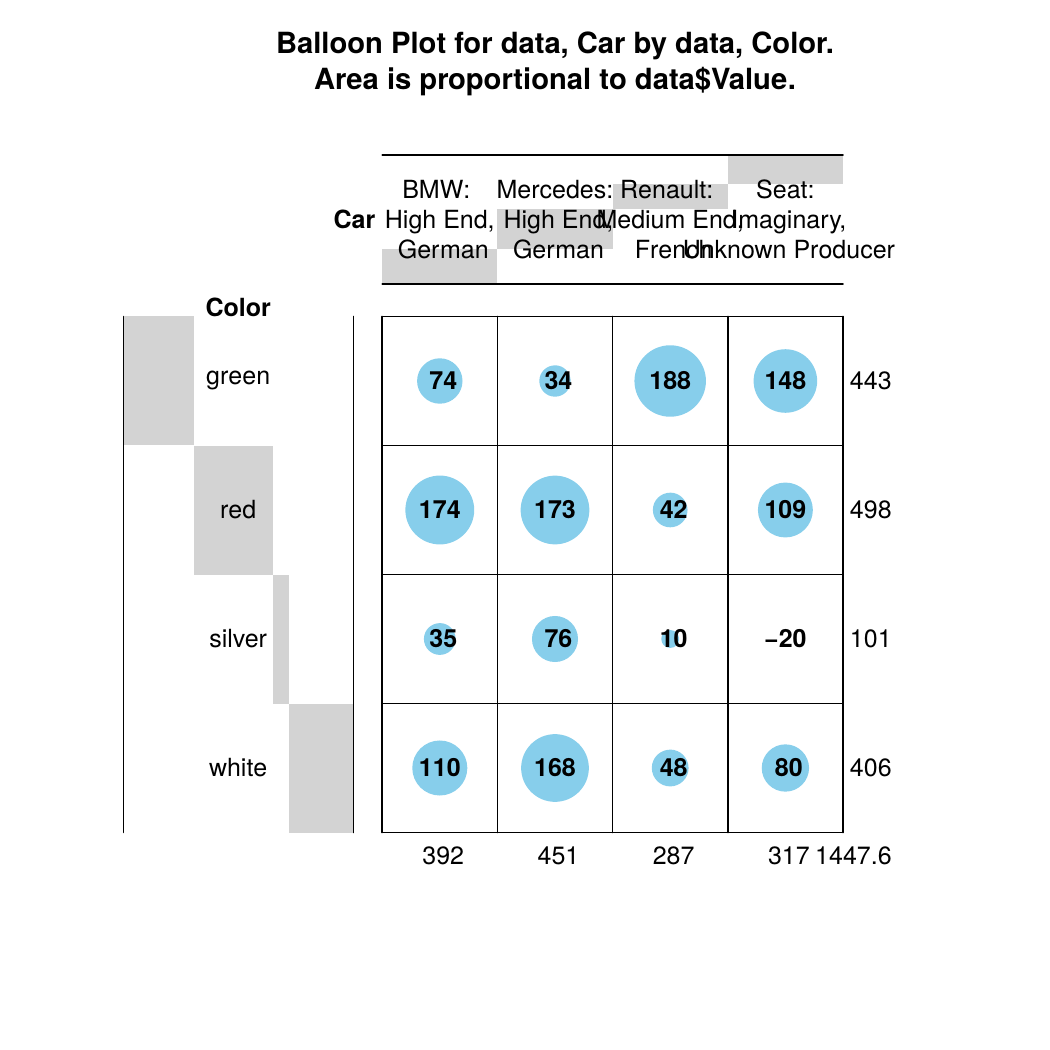 Balloon Plot for data, Car by data, Color.
Area is proportional to data$Value.
BMW: Mercedes: Renault: Seat:
Car High End, High End, Medium End, Imaginary,
German German French Unknown Producer
Color
green 74 34 188 148 443
red 174 173 42 109 498
silver 35 76 10 −20 101
white 110 168 48 80 406
392 451 287 317 1447.6